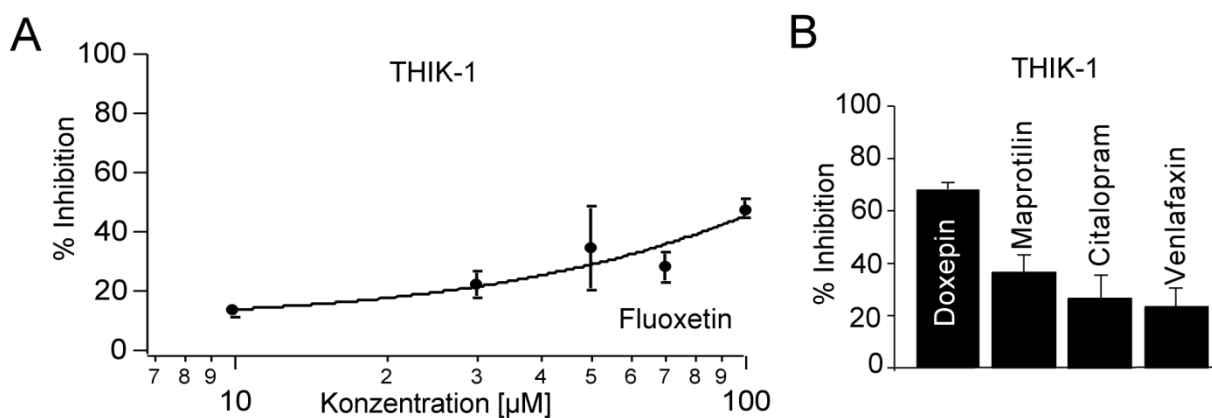 A
THIK-1
% Inhibition
100
80
60
40
20
0
Fluoxetin
7 8 9 2 3 4 5 6 7 8 9
10 100
Konzentration [µM]
B
THIK-1
% Inhibition
100
80
60
40
20
0
Doxepin
Maprotilin
Citalopram
Venlafaxin